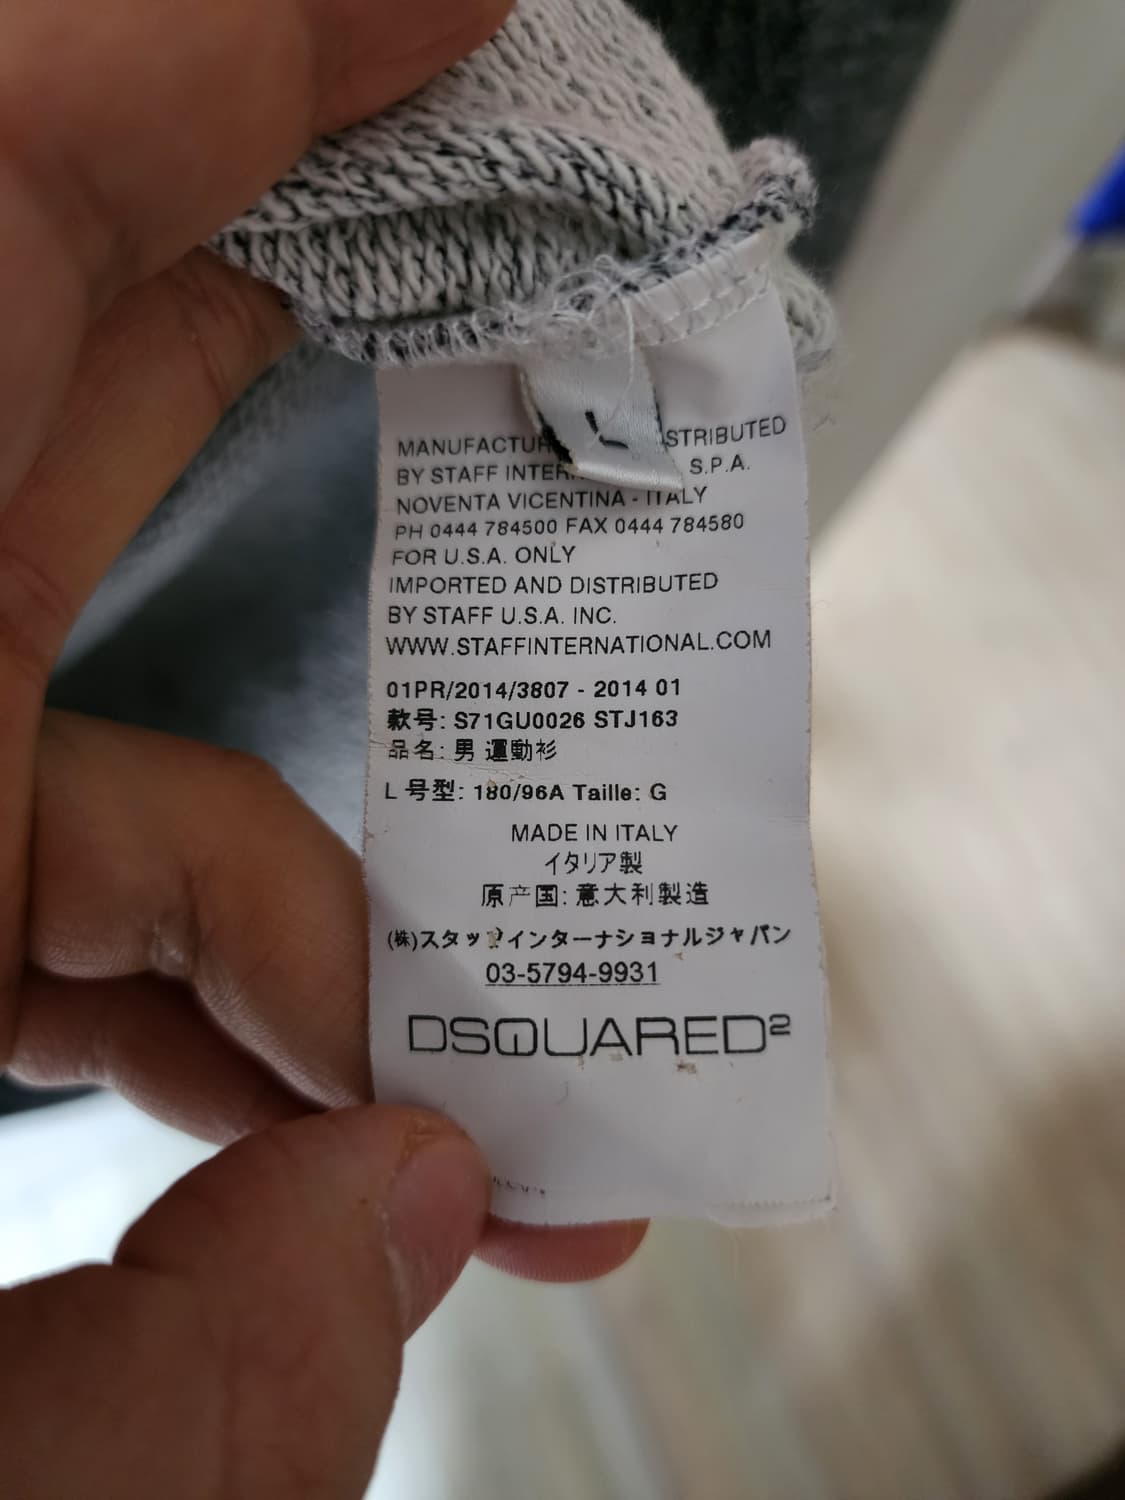 L
MANUFACTUR STRIBUTED
BY STAFF INTER S.P.A.
NOVENTA VICENTINA - ITALY
PH 0444 784500 FAX 0444 784580
FOR U.S.A. ONLY
IMPORTED AND DISTRIBUTED
BY STAFF U.S.A. INC.
WWW.STAFFINTERNATIONAL.COM
01PR/2014/3807 - 2014 01
款号: S71GU0026 STJ163
品名: 男 運動衫
L 号型: 180/96A Taille: G
MADE IN ITALY
イタリア製
原产国: 意大利製造
(株)スタッフインターナショナルジャパン
03-5794-9931
DSQUARED²